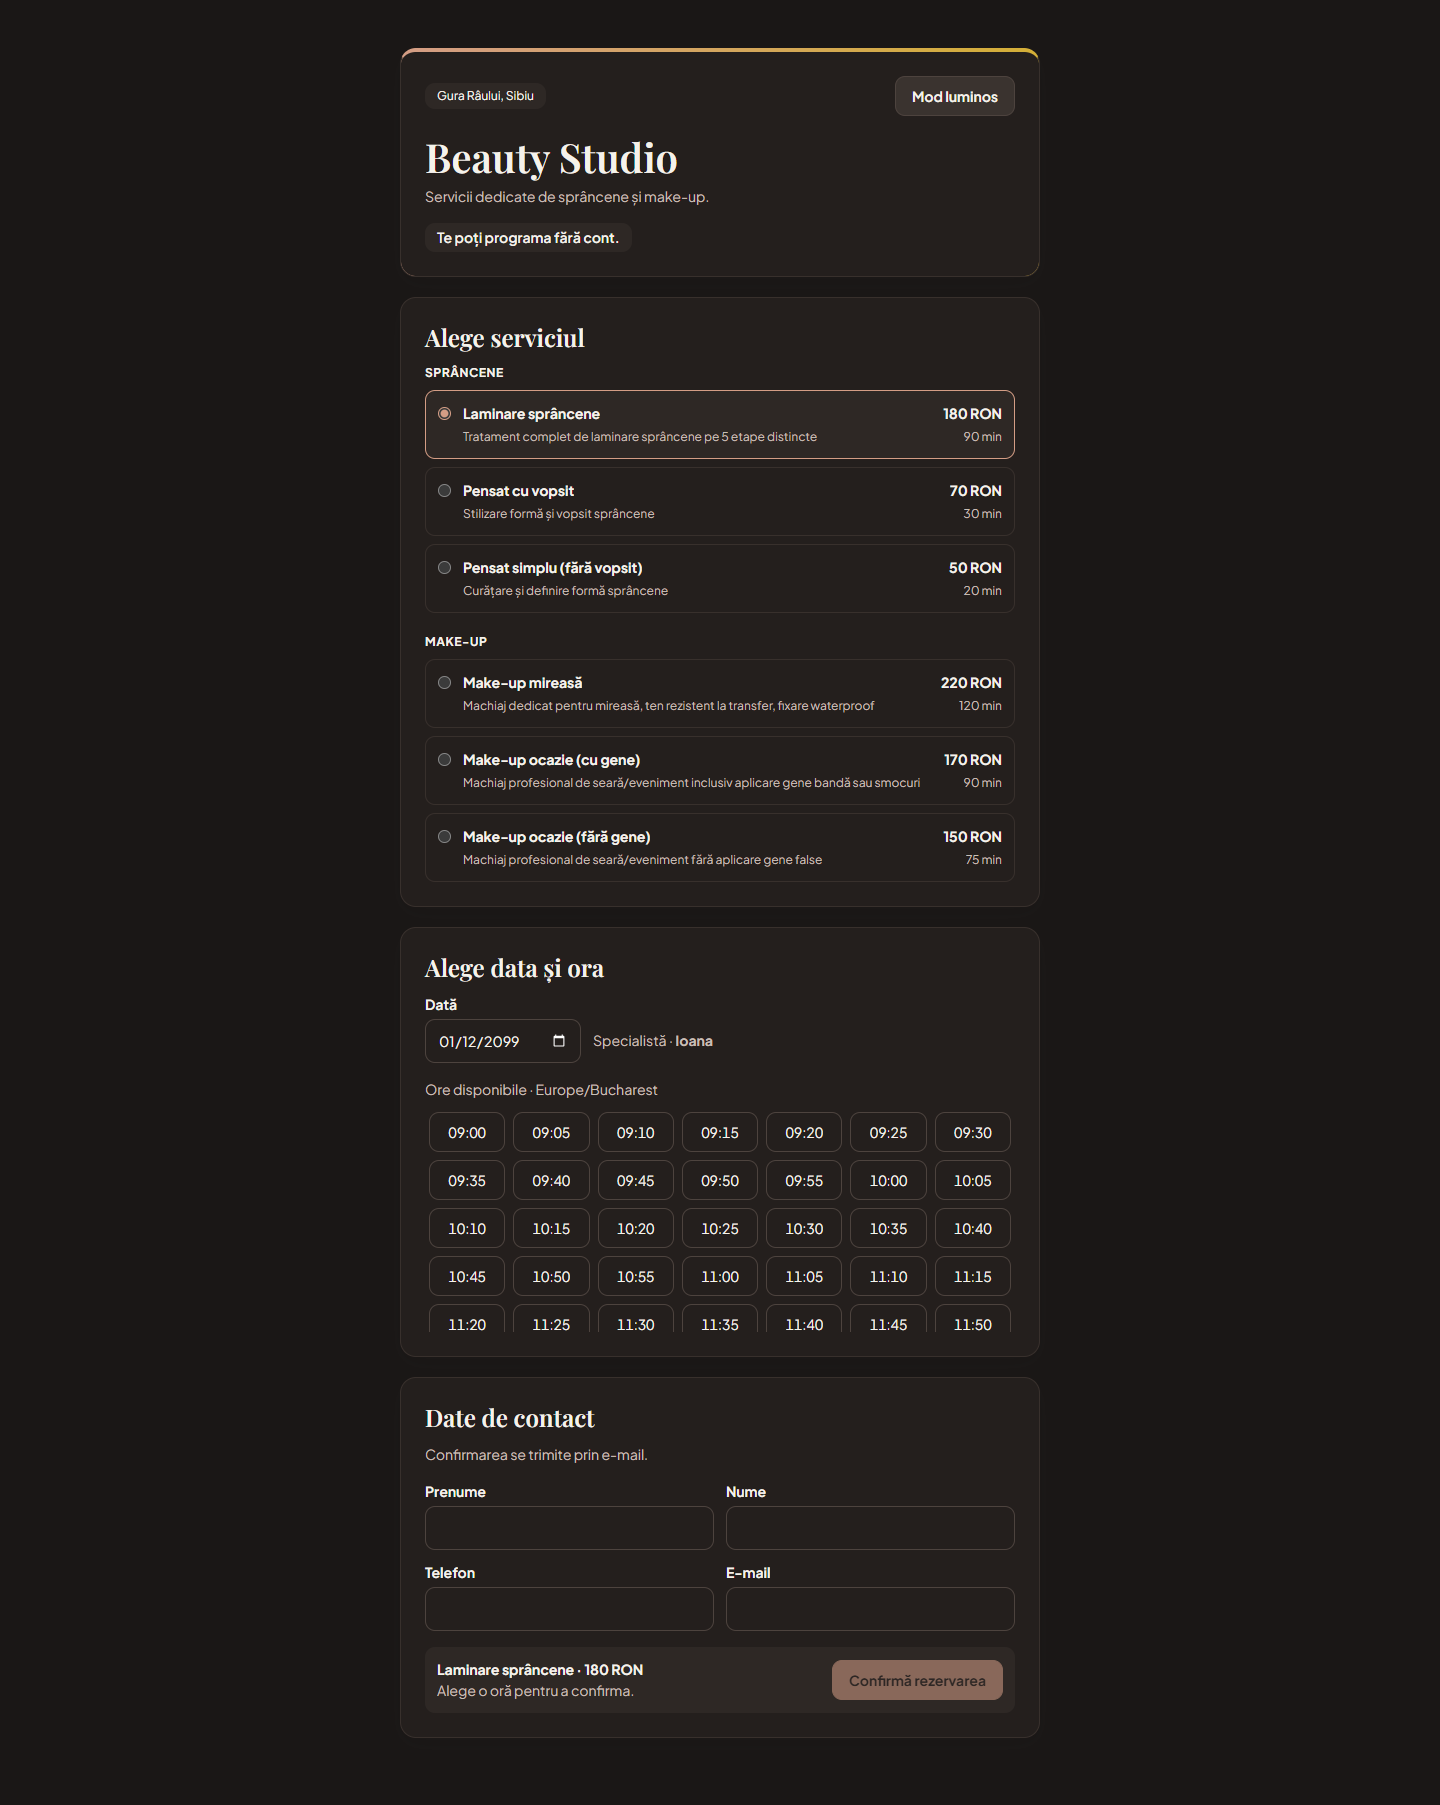 Gura Râului, Sibiu
Mod luminos
Beauty Studio
Servicii dedicate de sprâncene și make-up.
Te poți programa fără cont.
Alege serviciul
SPRÂNCENE
Laminare sprâncene 180 RON
Tratament complet de laminare sprâncene pe 5 etape distincte 90 min
Pensat cu vopsit 70 RON
Stilizare formă și vopsit sprâncene 30 min
Pensat simplu (fără vopsit) 50 RON
Curățare și definire formă sprâncene 20 min
MAKE-UP
Make-up mireasă 220 RON
Machiaj dedicat pentru mireasă, ten rezistent la transfer, fixare waterproof 120 min
Make-up ocazie (cu gene) 170 RON
Machiaj profesional de seară/eveniment inclusiv aplicare gene bandă sau smocuri 90 min
Make-up ocazie (fără gene) 150 RON
Machiaj profesional de seară/eveniment fără aplicare gene false 75 min
Alege data și ora
Dată
01/12/2099 Specialistă · Ioana
Ore disponibile · Europe/Bucharest
09:00 09:05 09:10 09:15 09:20 09:25 09:30
09:35 09:40 09:45 09:50 09:55 10:00 10:05
10:10 10:15 10:20 10:25 10:30 10:35 10:40
10:45 10:50 10:55 11:00 11:05 11:10 11:15
11:20 11:25 11:30 11:35 11:40 11:45 11:50
Date de contact
Confirmarea se trimite prin e-mail.
Prenume Nume
Telefon E-mail
Laminare sprâncene · 180 RON
Alege o oră pentru a confirma.
Confirmă rezervarea